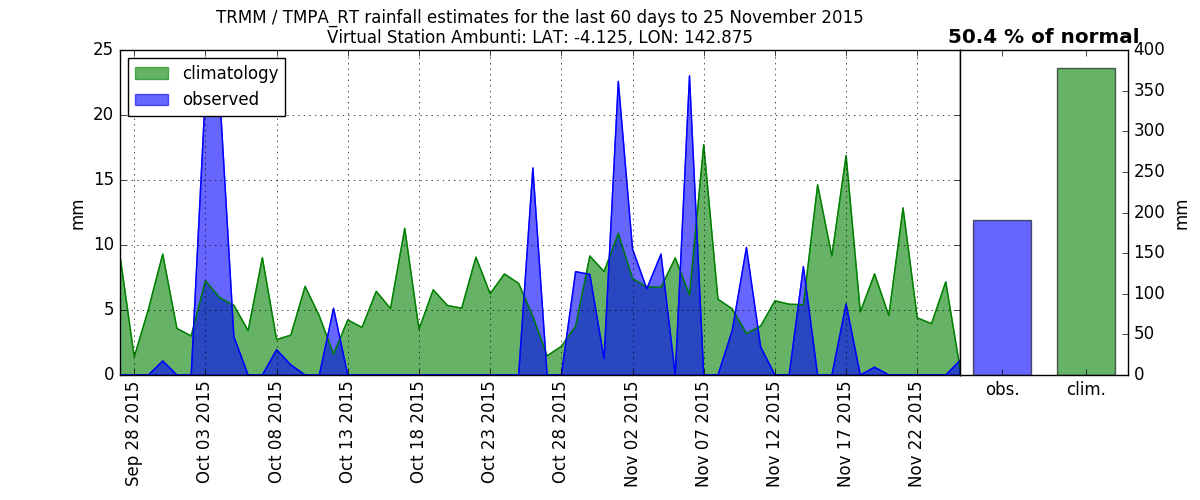 TRMM / TMPA_RT rainfall estimates for the last 60 days to 25 November 2015
Virtual Station Ambunti: LAT: -4.125, LON: 142.875
50.4 % of normal
climatology
observed
25
20
15
10
5
0
mm
Sep 28 2015
Oct 03 2015
Oct 08 2015
Oct 13 2015
Oct 18 2015
Oct 23 2015
Oct 28 2015
Nov 02 2015
Nov 07 2015
Nov 12 2015
Nov 17 2015
Nov 22 2015
400
350
300
250
200
150
100
50
0
mm
obs.
clim.